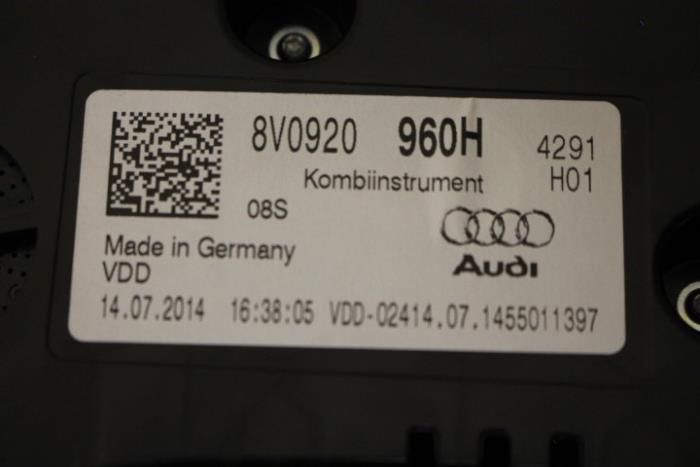 8V0920 960H 4291
Kombiinstrument H01
08S
Made in Germany
Audi
VDD
14.07.2014 16:38:05 VDD-02414.07.1455011397